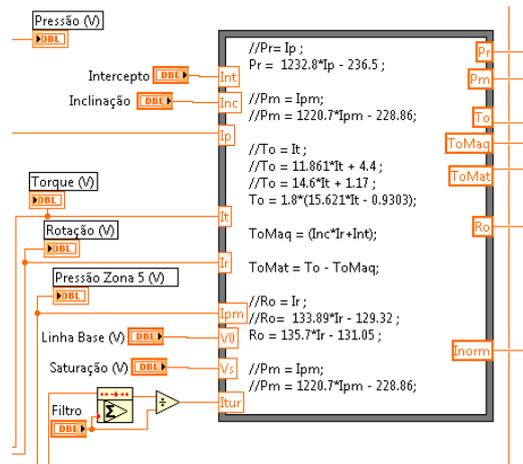 Pressão (V)
DBL
Intercepto DBL
Inclinação DBL
Torque (V)
DBL
Rotação (V)
DBL
Pressão Zona 5 (V)
DBL
Linha Base (V) DBL
Saturação (V) DBL
Filtro
DBL
Σ
÷
Int
Inc
Ip
It
Ir
Ipm
V0
Vs
Itur
//Pr= Ip ;
Pr =  1232.8*Ip - 236.5 ;
//Pm = Ipm;
//Pm = 1220.7*Ipm - 228.86;
//To = It ;
//To = 11.861*It + 4.4 ;
//To = 14.6*It + 1.17 ;
To = 1.8*(15.621*It - 0.9303);
ToMaq = (Inc*Ir+Int);
ToMat = To - ToMaq;
//Ro = Ir ;
//Ro=  133.89*Ir - 129.32 ;
Ro = 135.7*Ir - 131.05 ;
//Pm = Ipm;
//Pm = 1220.7*Ipm - 228.86;
Pr
Pm
To
ToMaq
ToMat
Ro
Inorm